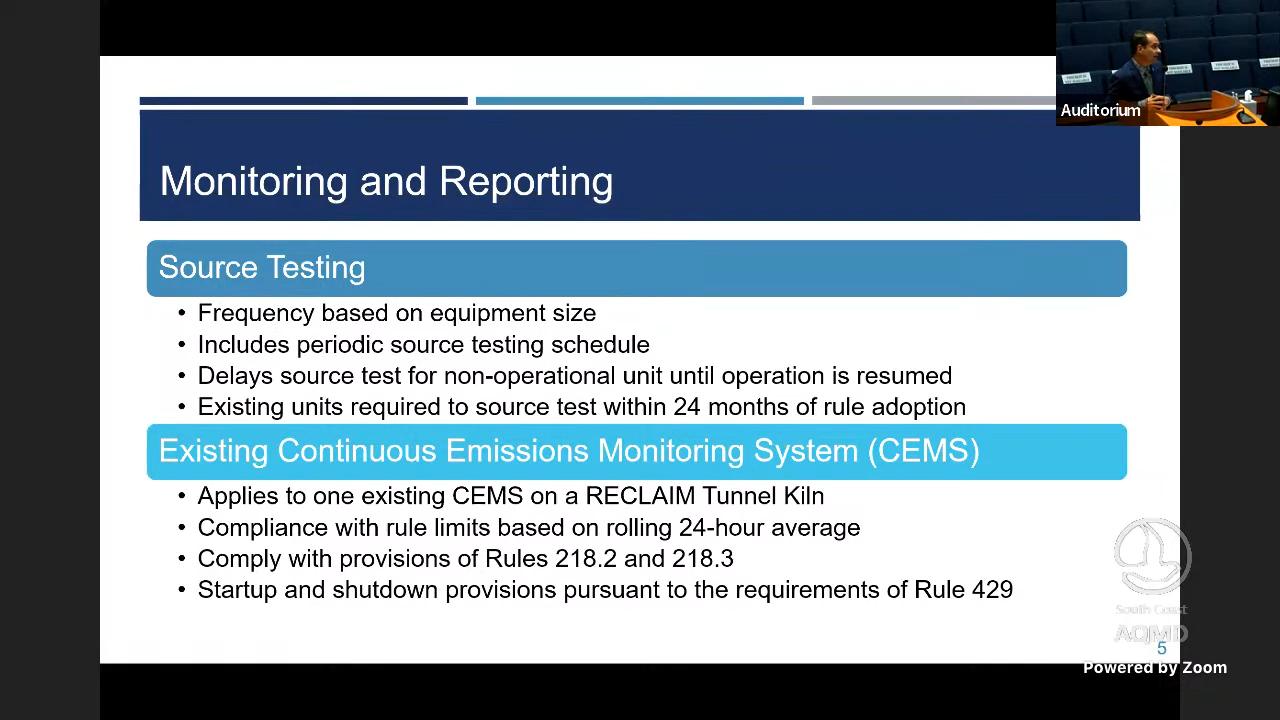 Auditorium
Monitoring and Reporting
Source Testing
• Frequency based on equipment size
• Includes periodic source testing schedule
• Delays source test for non-operational unit until operation is resumed
• Existing units required to source test within 24 months of rule adoption
Existing Continuous Emissions Monitoring System (CEMS)
• Applies to one existing CEMS on a RECLAIM Tunnel Kiln
• Compliance with rule limits based on rolling 24-hour average
• Comply with provisions of Rules 218.2 and 218.3
• Startup and shutdown provisions pursuant to the requirements of Rule 429
South Coast
AQMD
5
Powered by Zoom